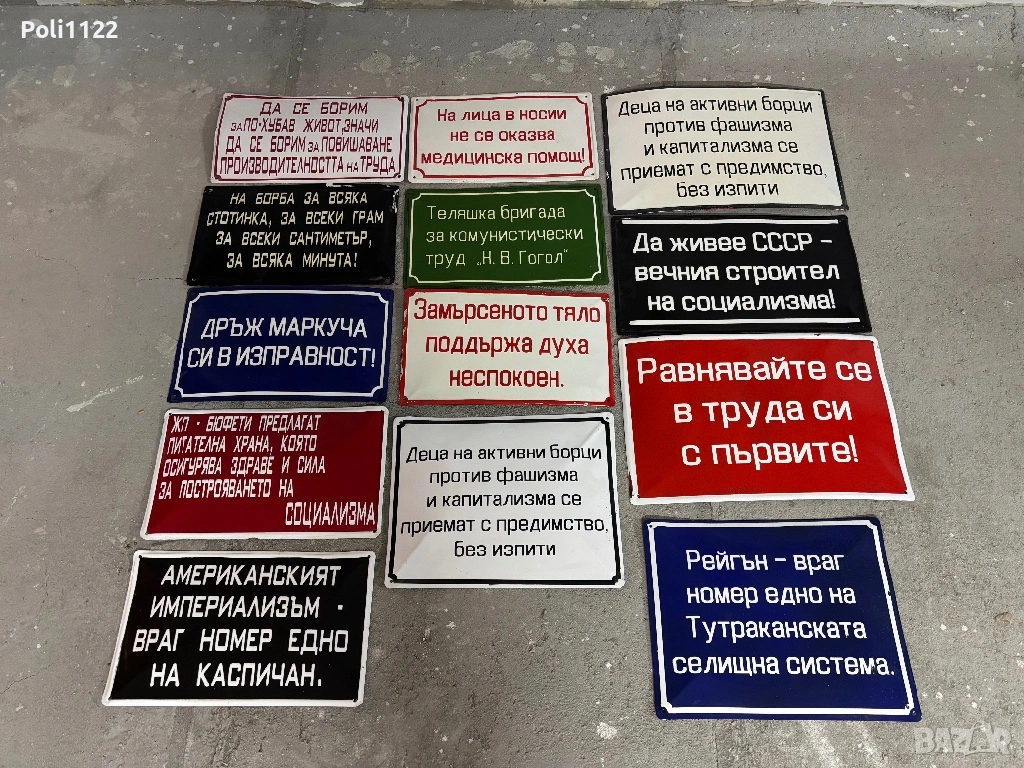 Poli1122
ДА СЕ БОРИМ
ЗА ПО-ХУБАВ ЖИВОТ, ЗНАЧИ
ДА СЕ БОРИМ ЗА ПОВИШАВАНЕ
ПРОИЗВОДИТЕЛНОСТТА НА ТРУДА
На лица в носии
не се оказва
медицинска помощ!
Деца на активни борци
против фашизма
и капитализма се
приемат с предимство,
без изпити
НА БОРБА ЗА ВСЯКА
СТОТИНКА, ЗА ВСЕКИ ГРАМ
ЗА ВСЕКИ САНТИМЕТЪР,
ЗА ВСЯКА МИНУТА!
Теляшка бригада
за комунистически
труд „Н. В. Гогол"
Да живее СССР –
вечния строител
на социализма!
ДРЪЖ МАРКУЧА
СИ В ИЗПРАВНОСТ!
Замърсеното тяло
поддържа духа
неспокоен.
Равнявайте се
в труда си
с първите!
ЖП - БЮФЕТИ ПРЕДЛАГАТ
ПИТАТЕЛНА ХРАНА, КОЯТО
ОСИГУРЯВА ЗДРАВЕ И СИЛА
ЗА ПОСТРОЯВАНЕТО НА
СОЦИАЛИЗМА
Деца на активни борци
против фашизма
и капитализма се
приемат с предимство,
без изпити
АМЕРИКАНСКИЯТ
ИМПЕРИАЛИЗЪМ -
ВРАГ НОМЕР ЕДНО
НА КАСПИЧАН.
Рейгън – враг
номер едно на
Тутраканската
селищна система.
BAZAR